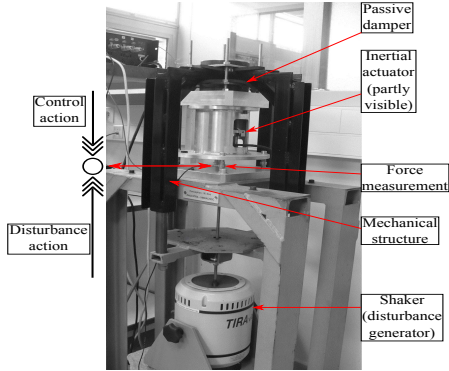 Passive
damper
Inertial
actuator
(partly
visible)
Control
action
Force
measurement
Mechanical
structure
Disturbance
action
Shaker
(disturbance
generator)
TIRA